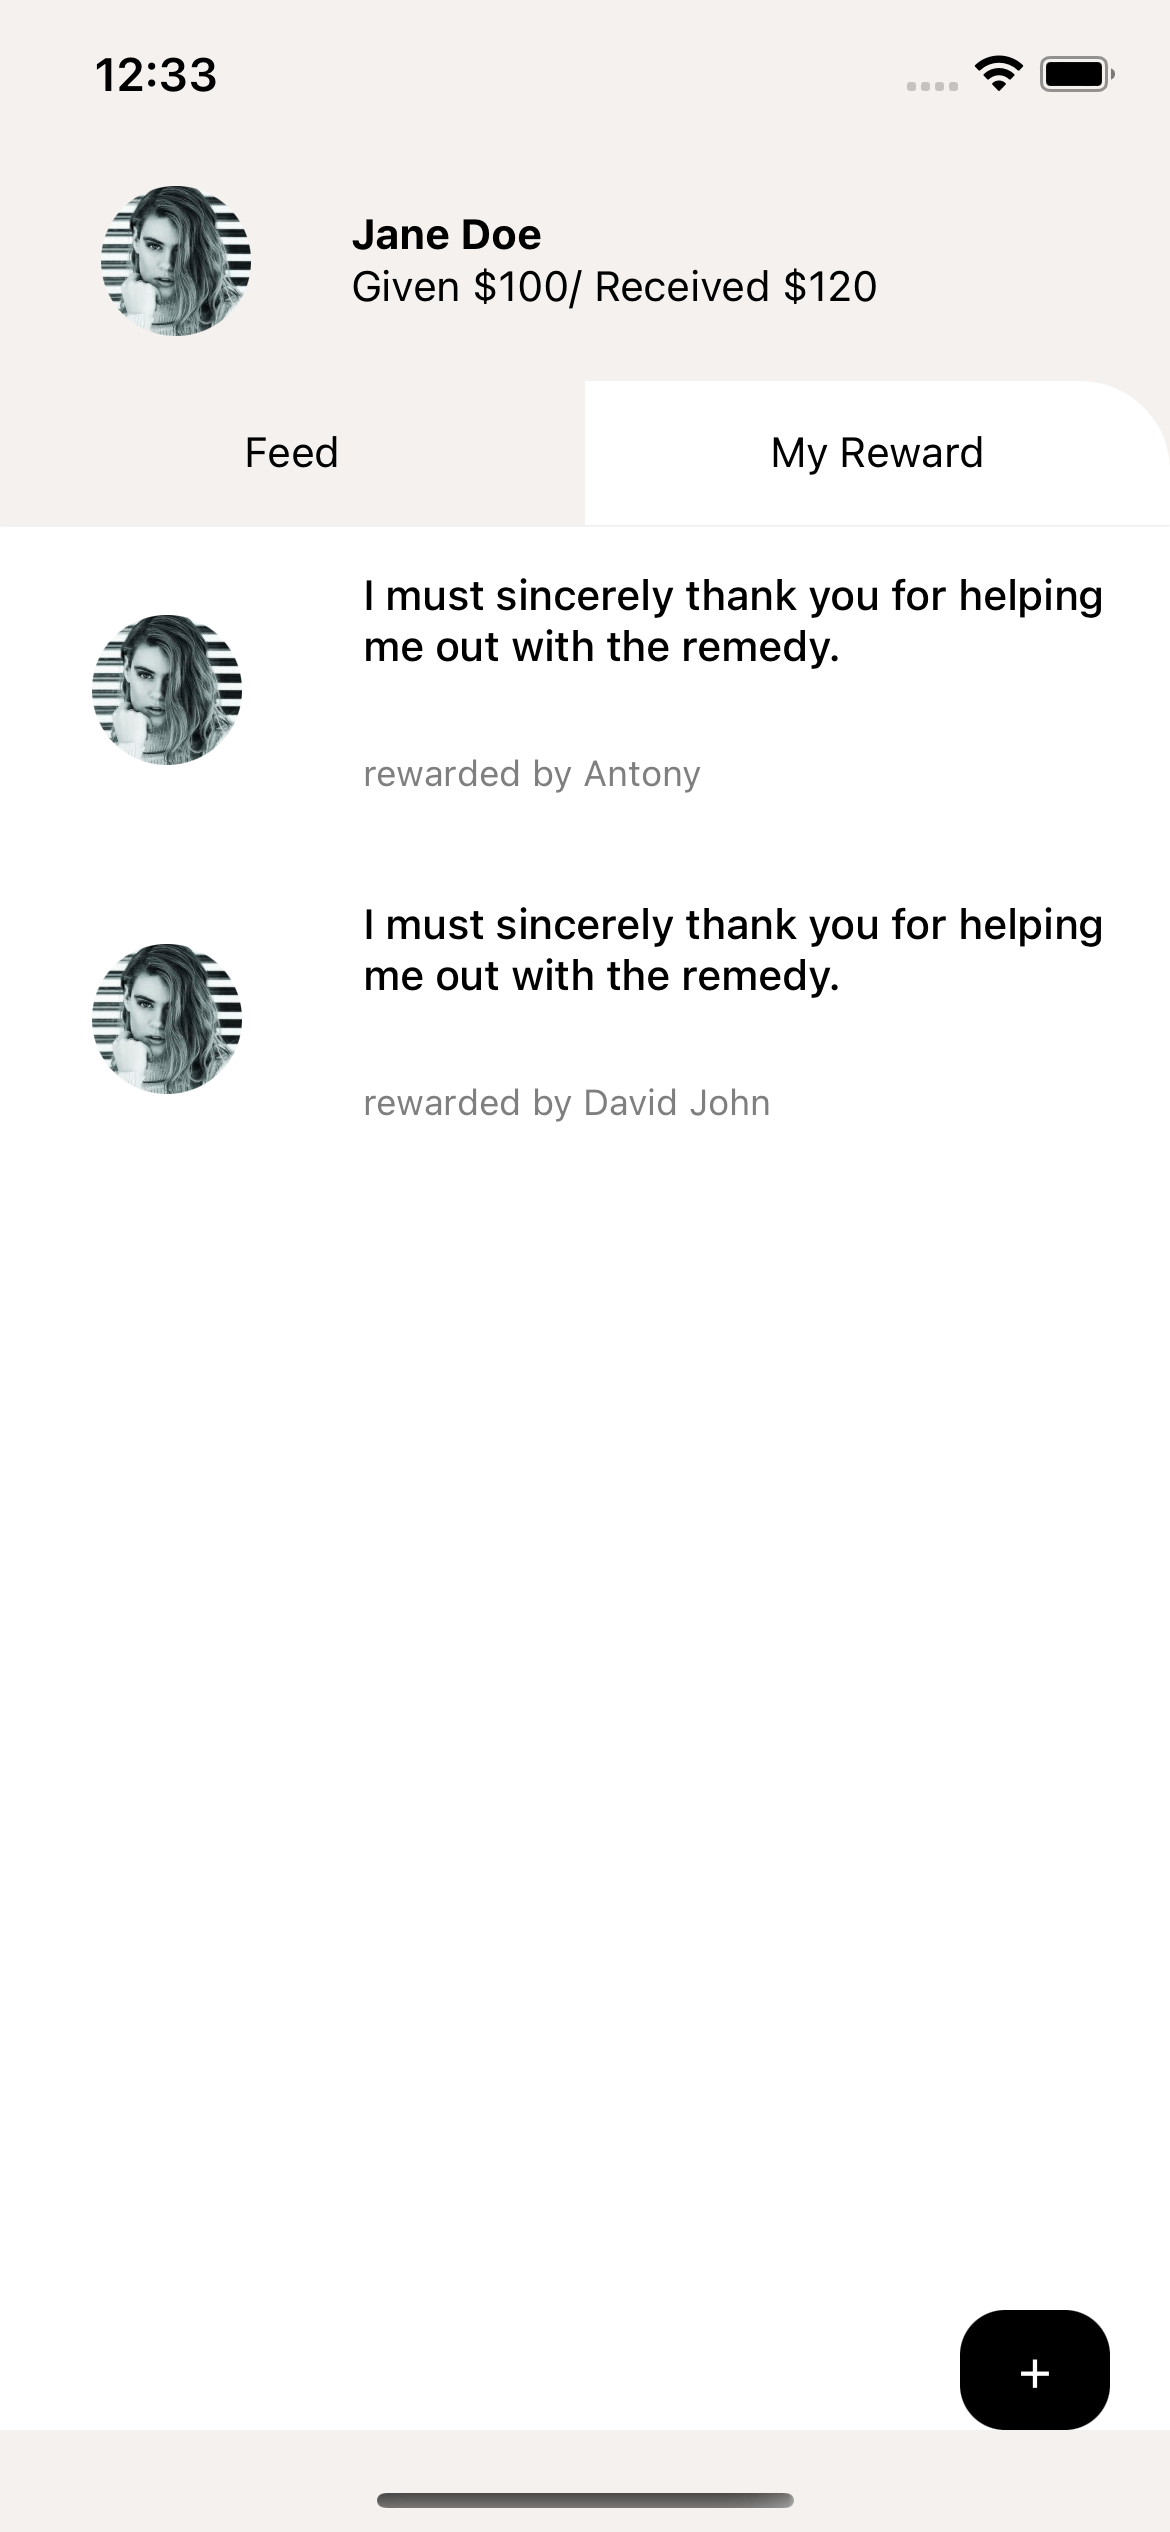 12:33
Jane Doe
Given $100/ Received $120
Feed
My Reward
I must sincerely thank you for helping
me out with the remedy.
rewarded by Antony
I must sincerely thank you for helping
me out with the remedy.
rewarded by David John
+